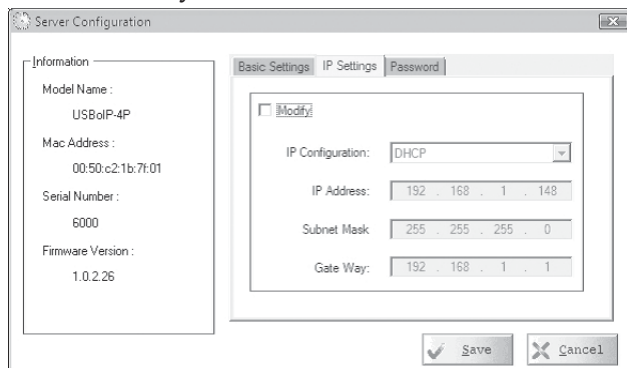 Server Configuration
Information
Model Name :
USBoIP-4P
Mac Address :
00:50:c2:1b:7f:01
Serial Number :
6000
Firmware Version :
1.0.2.26
Basic Settings IP Settings Password
Modify
IP Configuration: DHCP
IP Address: 192 . 168 . 1 . 148
Subnet Mask 255 . 255 . 255 . 0
Gate Way: 192 . 168 . 1 . 1
Save Cancel